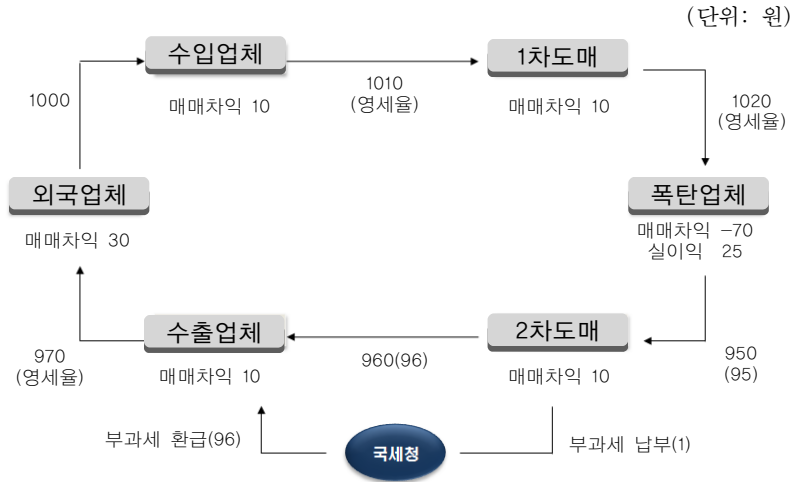 (단위: 원)
수입업체
매매차익 10
1010
(영세율)
1차도매
매매차익 10
1000
1020
(영세율)
외국업체
매매차익 30
폭탄업체
매매차익 -70
실이익 25
수출업체
매매차익 10
960(96)
2차도매
매매차익 10
970
(영세율)
950
(95)
부과세 환급(96)
국세청
부과세 납부(1)